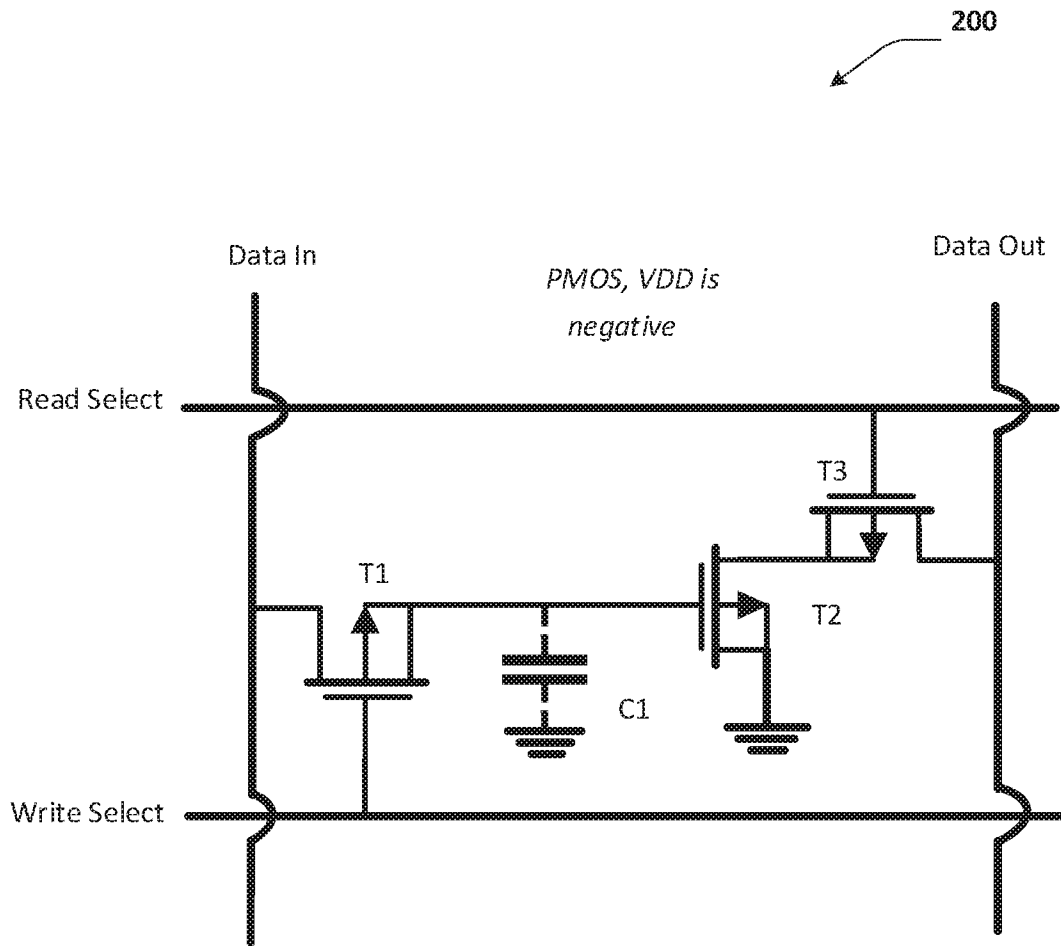 200
Data In
Data Out
PMOS, VDD is
negative
Read Select
T3
T1
T2
C1
Write Select